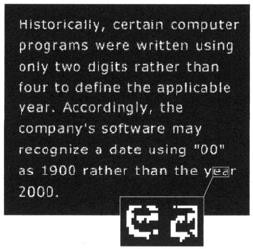 Historically, certain computer
programs were written using
only two digits rather than
four to define the applicable
year. Accordingly, the
company's software may
recognize a date using "00"
as 1900 rather than the year
2000.
ea